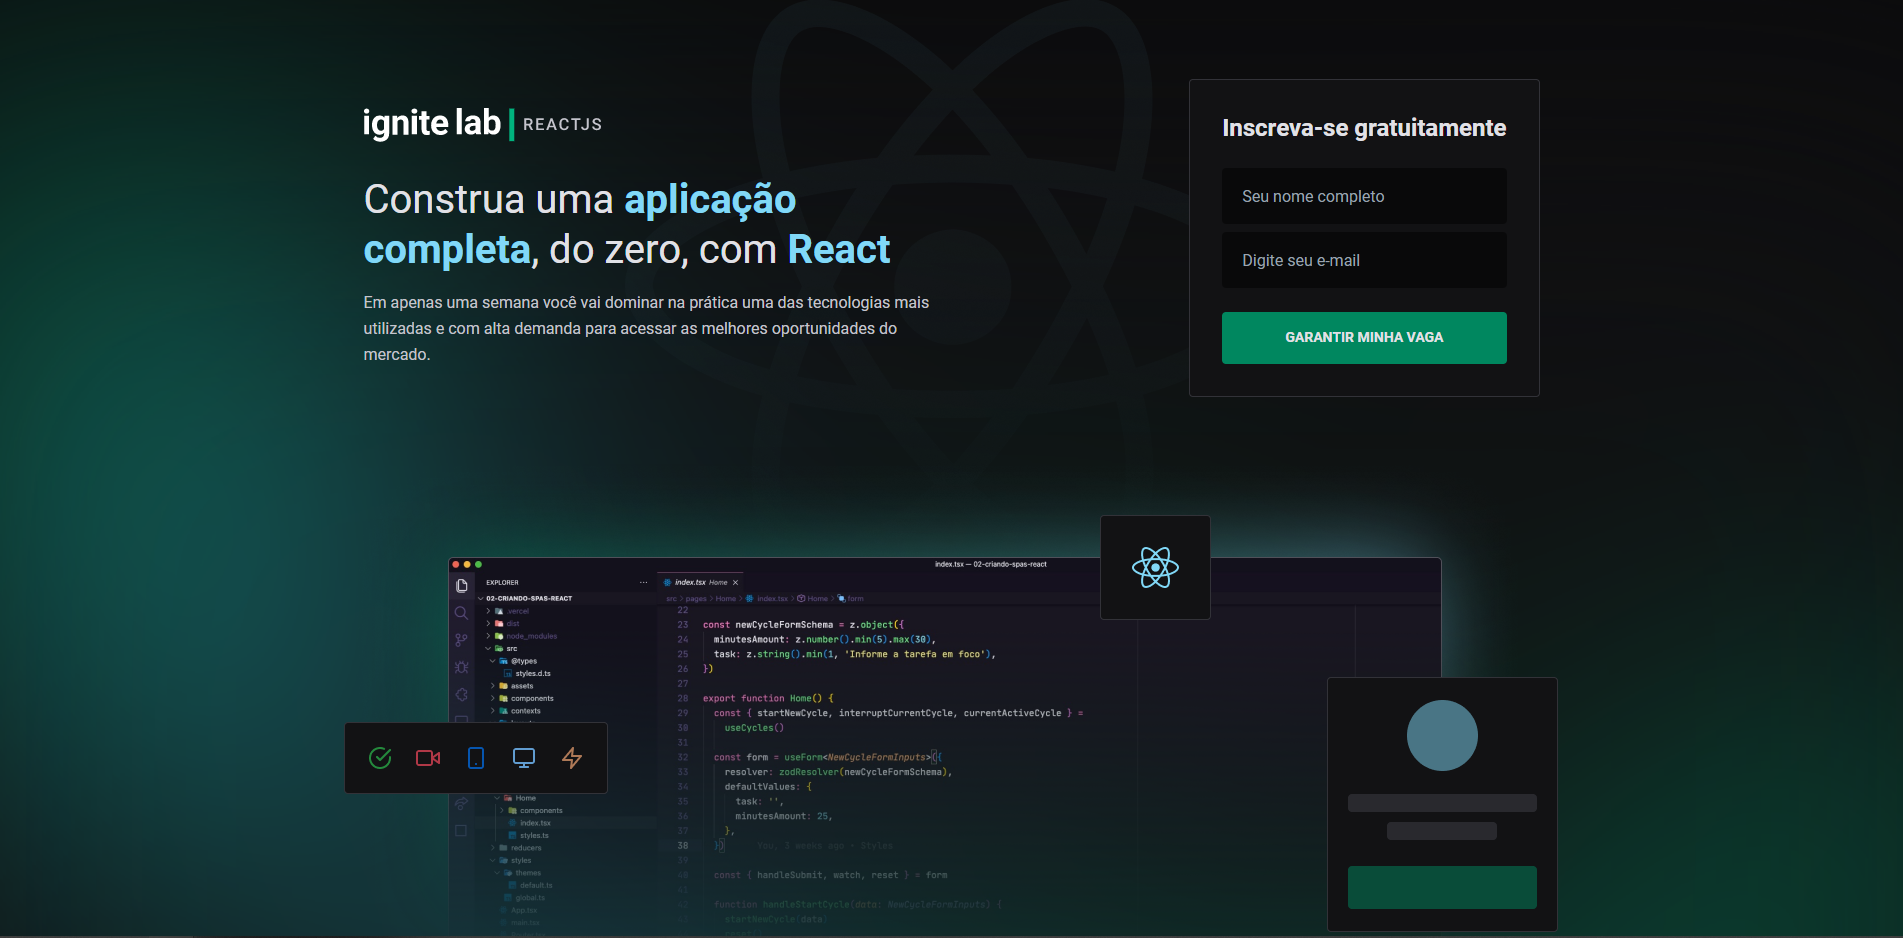 ignite lab | REACTJS
Construa uma aplicação
completa, do zero, com React
Em apenas uma semana você vai dominar na prática uma das tecnologias mais
utilizadas e com alta demanda para acessar as melhores oportunidades do
mercado.
Inscreva-se gratuitamente
Seu nome completo
Digite seu e-mail
GARANTIR MINHA VAGA
index.tsx — 02-criando-spas-react
EXPLORER
02-CRIANDO-SPAS-REACT
.vercel
dist
node_modules
src
@types
styles.d.ts
assets
components
contexts
Home
components
index.tsx
styles.ts
reducers
styles
themes
default.ts
global.ts
App.tsx
main.tsx
index.tsx Home ×
src > pages > Home > index.tsx > Home > form
22
23 const newCycleFormSchema = z.object({
24 minutesAmount: z.number().min(5).max(30),
25 task: z.string().min(1, 'Informe a tarefa em foco'),
26 })
27
28 export function Home() {
29 const { startNewCycle, interruptCurrentCycle, currentActiveCycle } =
30 useCycles()
31
32 const form = useForm<NewCycleFormInputs>({
33 resolver: zodResolver(newCycleFormSchema),
34 defaultValues: {
35 task: '',
36 minutesAmount: 25,
37 },
38 }) You, 3 weeks ago • Styles
39
40 const { handleSubmit, watch, reset } = form
41
42 function handleStartCycle(data: NewCycleFormInputs) {
startNewCycle(data)